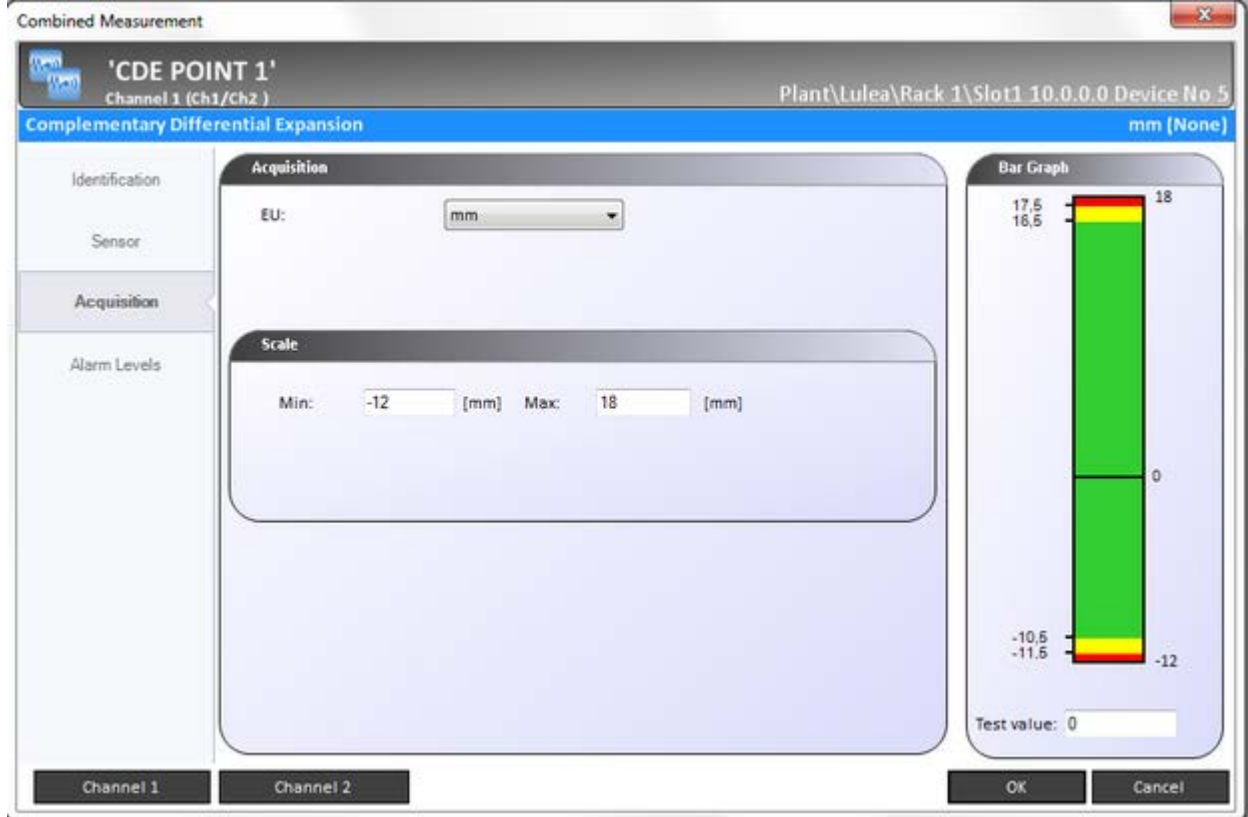 Combined Measurement
'CDE POINT 1'
Channel 1 (Ch1/Ch2 )
Plant\Lulea\Rack 1\Slot1 10.0.0.0 Device No 5
Complementary Differential Expansion
mm (None)
Identification
Sensor
Acquisition
Alarm Levels
Acquisition
EU:
mm
Scale
Min:
-12
[mm]
Max:
18
[mm]
Bar Graph
17,5
16,5
18
0
-10,5
-11,5
-12
Test value: 0
Channel 1
Channel 2
OK
Cancel